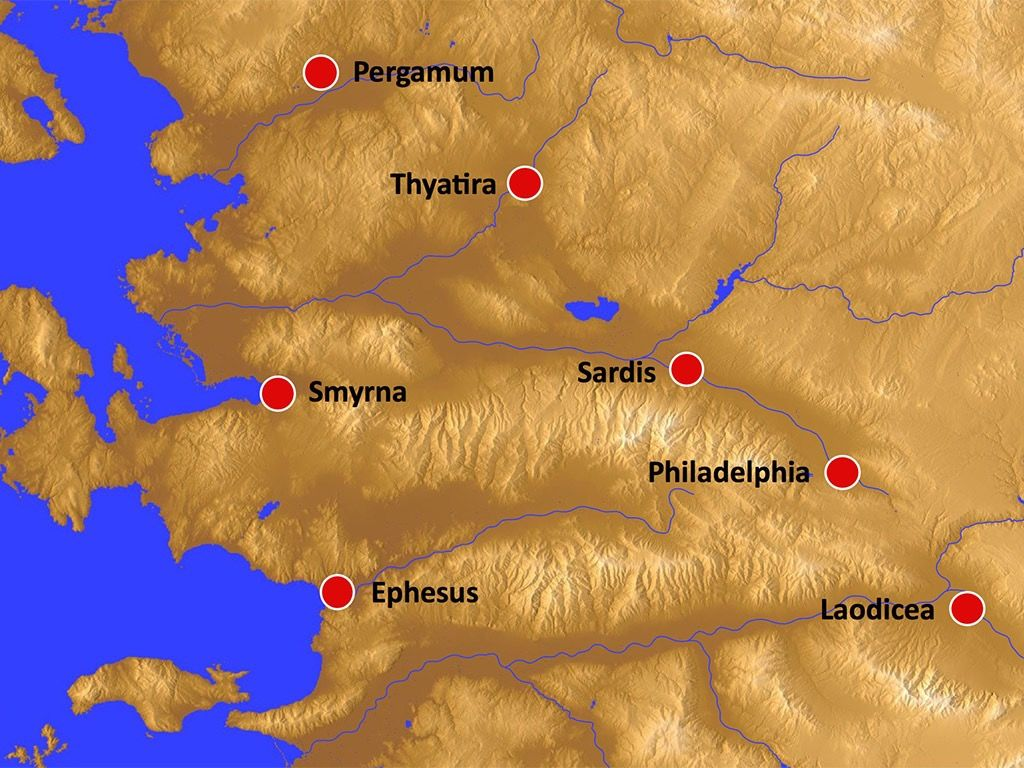 Pergamum
Thyatira
Sardis
Smyrna
Philadelphia
Ephesus
Laodicea